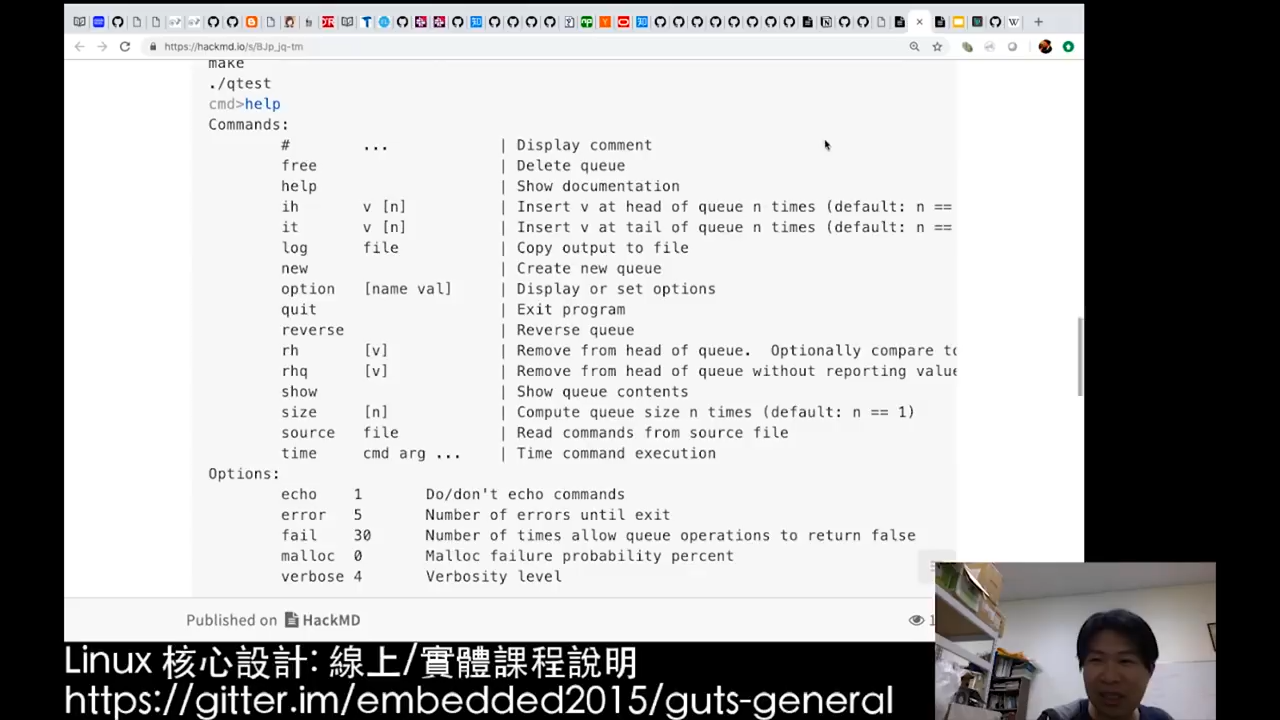 https://hackmd.io/s/8Jp_jq-tm
make
./qtest
cmd>help
Commands:
# ... | Display comment
free | Delete queue
help | Show documentation
ih v [n] | Insert v at head of queue n times (default: n ==
it v [n] | Insert v at tail of queue n times (default: n ==
log file | Copy output to file
new | Create new queue
option [name val] | Display or set options
quit | Exit program
reverse | Reverse queue
rh [v] | Remove from head of queue. Optionally compare to
rhq [v] | Remove from head of queue without reporting value
show | Show queue contents
size [n] | Compute queue size n times (default: n == 1)
source file | Read commands from source file
time cmd arg ... | Time command execution
Options:
echo 1 Do/don't echo commands
error 5 Number of errors until exit
fail 30 Number of times allow queue operations to return false
malloc 0 Malloc failure probability percent
verbose 4 Verbosity level
Published on HackMD
Linux 核心設計: 線上/實體課程說明
https://gitter.im/embedded2015/guts-general